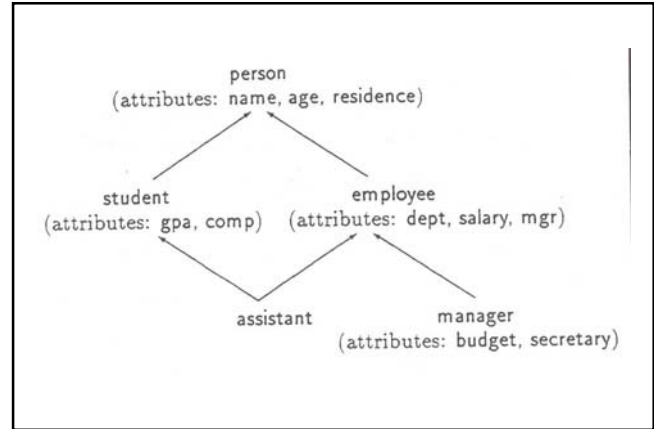 person
(attributes: name, age, residence)
student
(attributes: gpa, comp)
employee
(attributes: dept, salary, mgr)
assistant
manager
(attributes: budget, secretary)